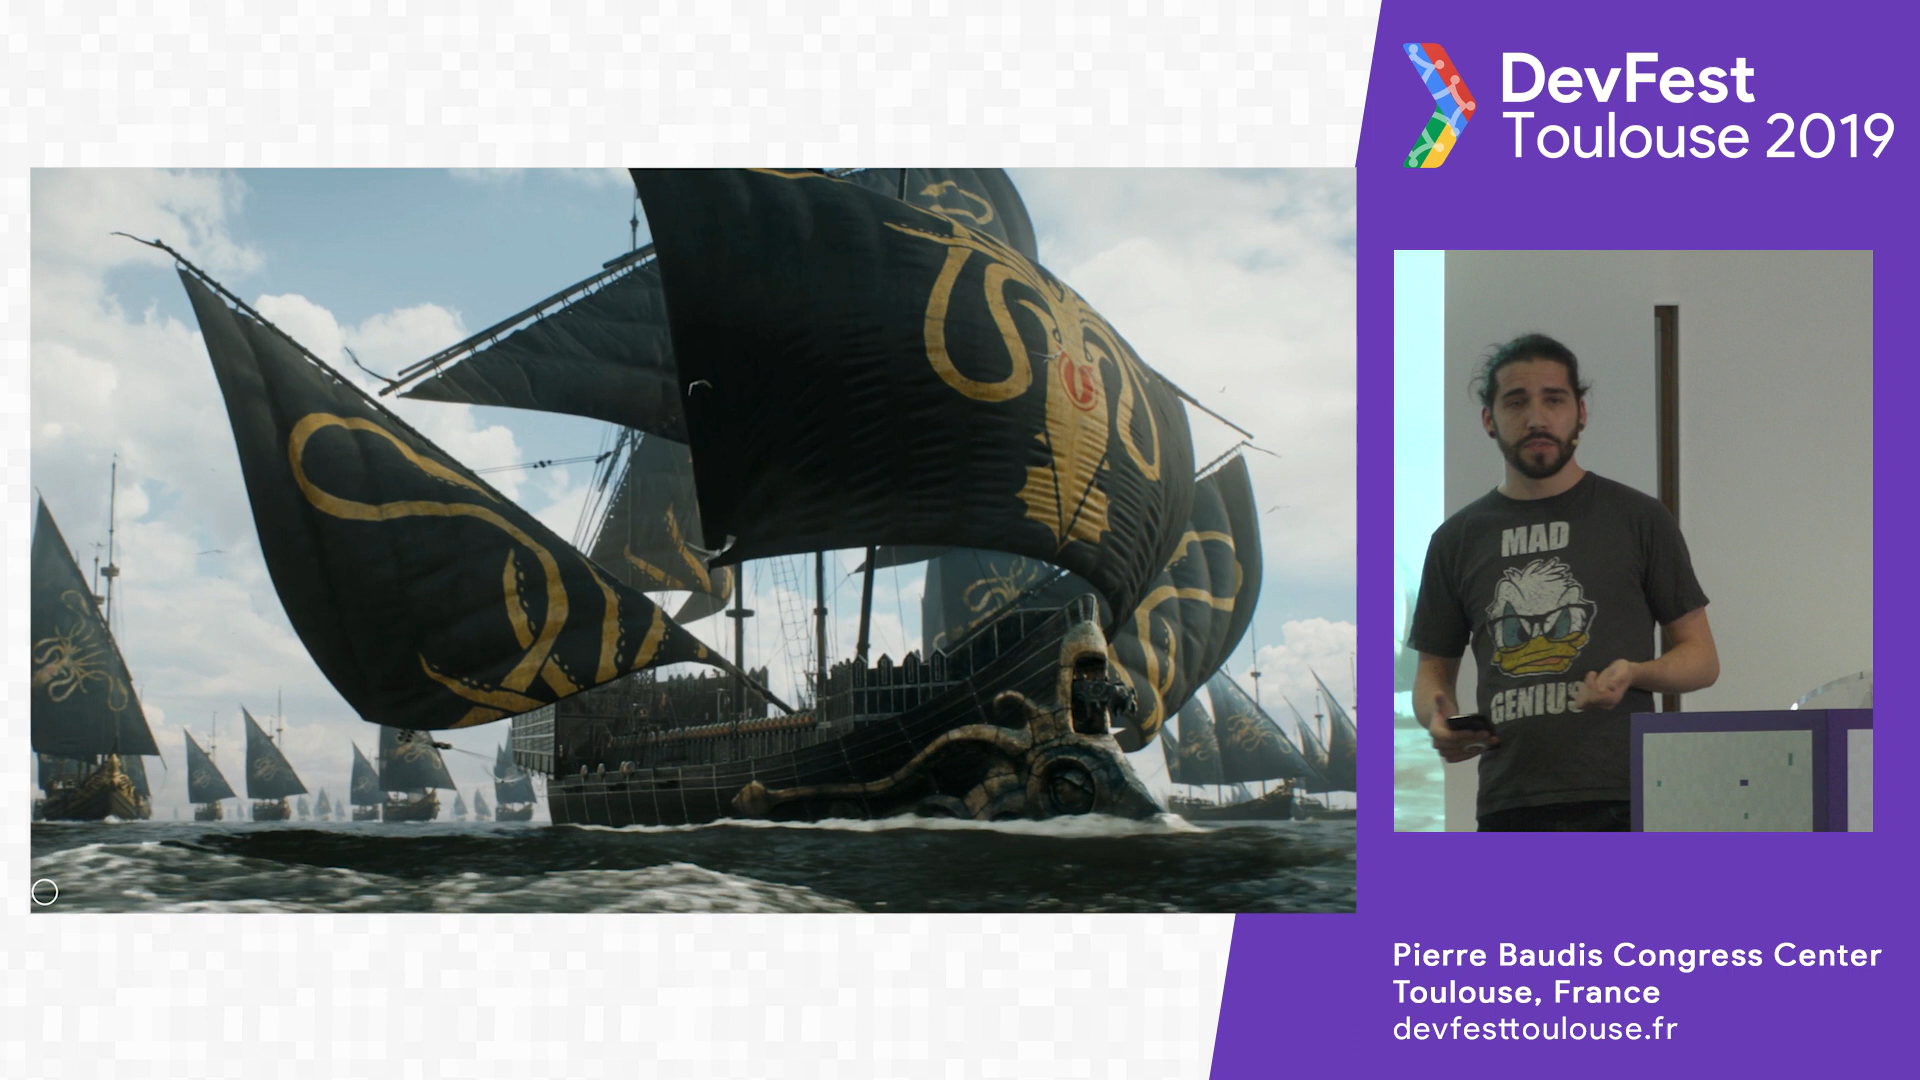 DevFest
Toulouse 2019
MAD
GENIUS
Pierre Baudis Congress Center
Toulouse, France
devfesttoulouse.fr